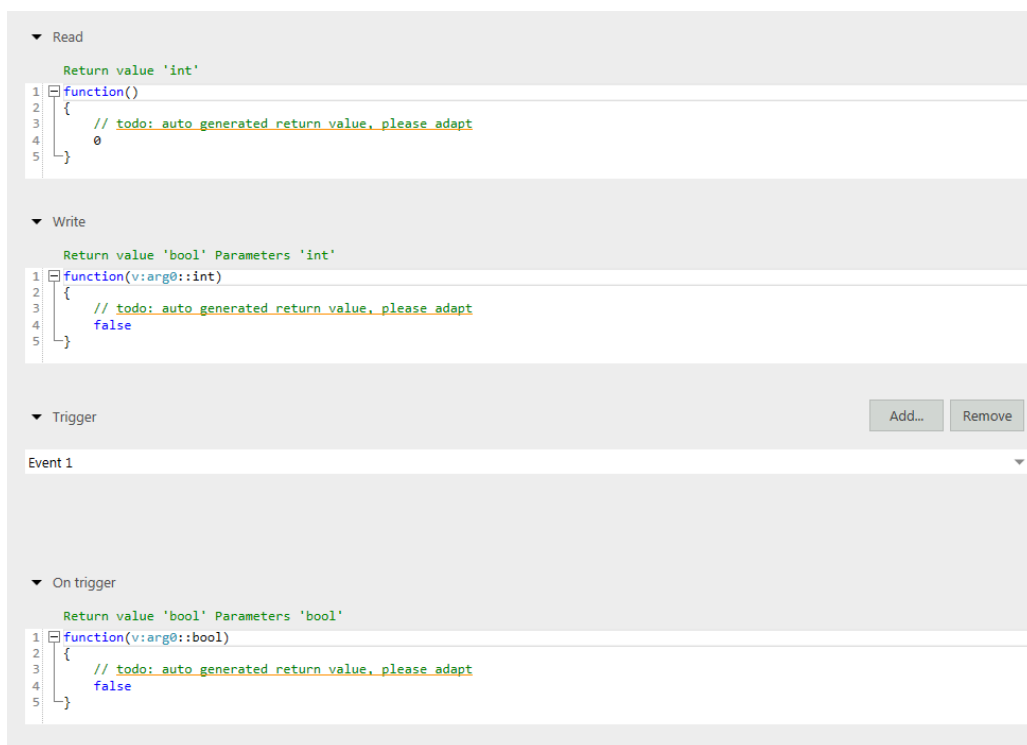 Read
Return value 'int'
1 function()
2 {
3 // todo: auto generated return value, please adapt
4 0
5 }
Write
Return value 'bool' Parameters 'int'
1 function(v:arg0::int)
2 {
3 // todo: auto generated return value, please adapt
4 false
5 }
Trigger Add... Remove
Event 1
On trigger
Return value 'bool' Parameters 'bool'
1 function(v:arg0::bool)
2 {
3 // todo: auto generated return value, please adapt
4 false
5 }